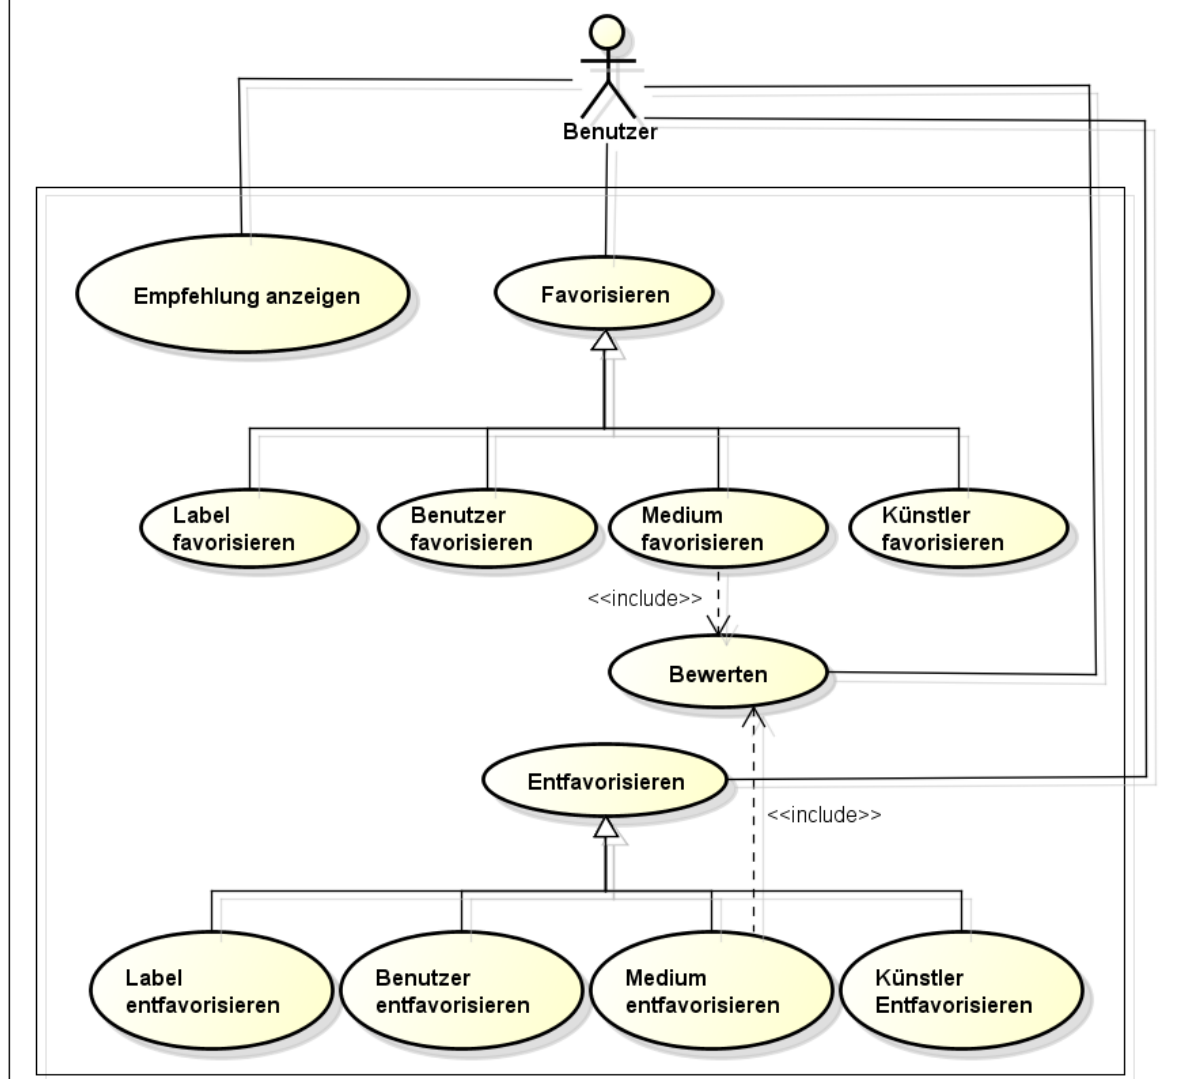 Benutzer
Empfehlung anzeigen
Favorisieren
Label
favorisieren
Benutzer
favorisieren
Medium
favorisieren
Künstler
favorisieren
<<include>>
Bewerten
Entfavorisieren
<<include>>
Label
entfavorisieren
Benutzer
entfavorisieren
Medium
entfavorisieren
Künstler
Entfavorisieren